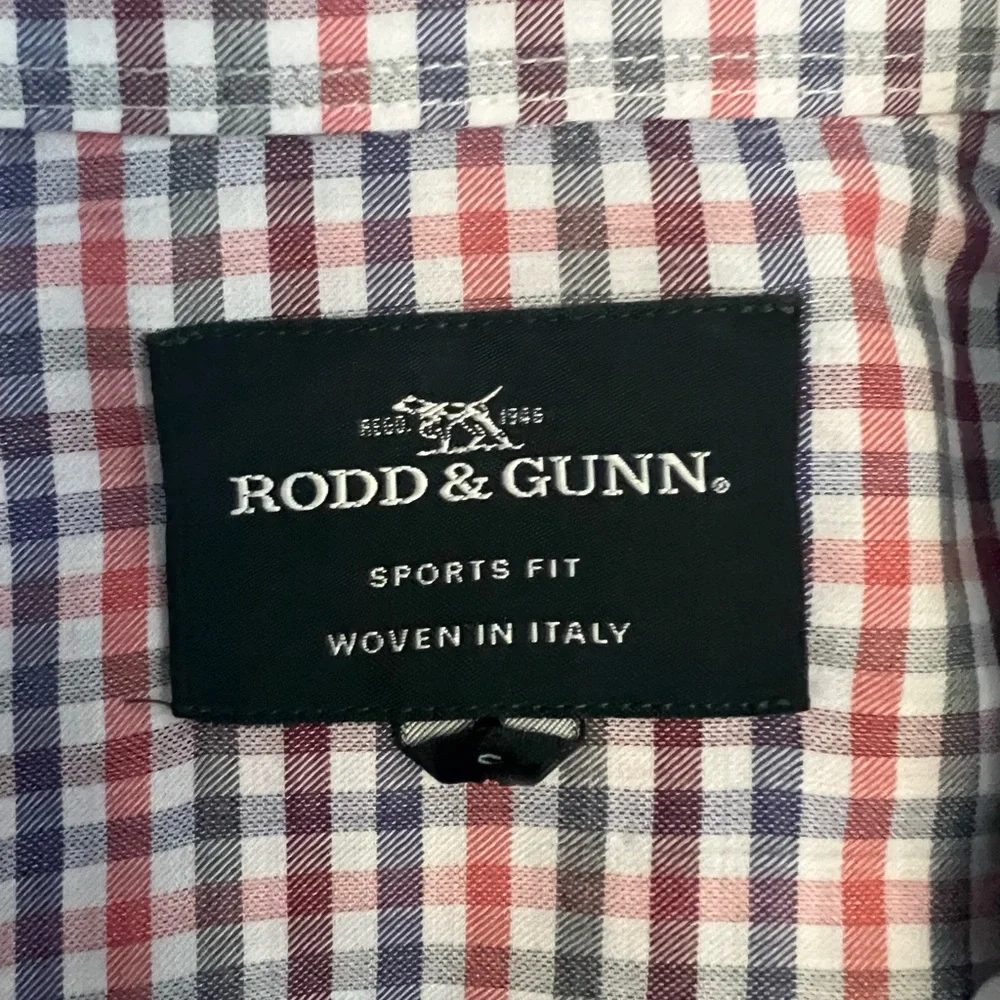 REGD. 1946
RODD & GUNN®
SPORTS FIT
WOVEN IN ITALY